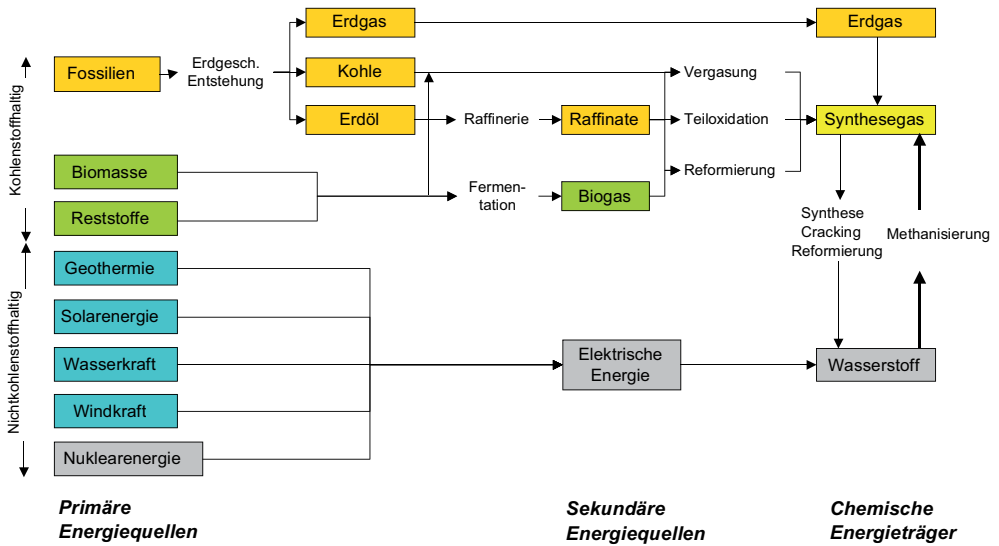 Erdgas
Erdgas
Fossilien
Erdgesch.
Entstehung
Kohle
Vergasung
Erdöl
Raffinerie
Raffinate
Teiloxidation
Synthesegas
Biomasse
Reformierung
Reststoffe
Fermen-
tation
Biogas
Synthese
Cracking
Reformierung
Methanisierung
Geothermie
Solarenergie
Wasserkraft
Windkraft
Nuklearenergie
Elektrische
Energie
Wasserstoff
Kohlenstoffhaltig
Nichtkohlenstoffhaltig
Primäre
Energiequellen
Sekundäre
Energiequellen
Chemische
Energieträger